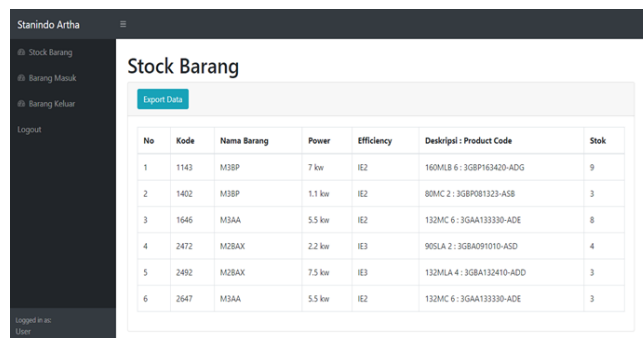 Stanindo Artha
Stock Barang
Barang Masuk
Barang Keluar
Logout
Logged in as:
User
Stock Barang
Export Data
No Kode Nama Barang Power Efficiency Deskripsi : Product Code Stok
1 1143 M3BP 7 kw IE2 160MLB 6 : 3GBP163420-ADG 9
2 1402 M3BP 1.1 kw IE2 80MC 2 : 3GBP081323-ASB 3
3 1646 M3AA 5.5 kw IE2 132MC 6 : 3GAA133330-ADE 8
4 2472 M2BAX 2.2 kw IE3 90SLA 2 : 3GBA091010-ASD 4
5 2492 M2BAX 7.5 kw IE3 132MLA 4 : 3GBA132410-ADD 3
6 2647 M3AA 5.5 kw IE2 132MC 6 : 3GAA133330-ADE 3